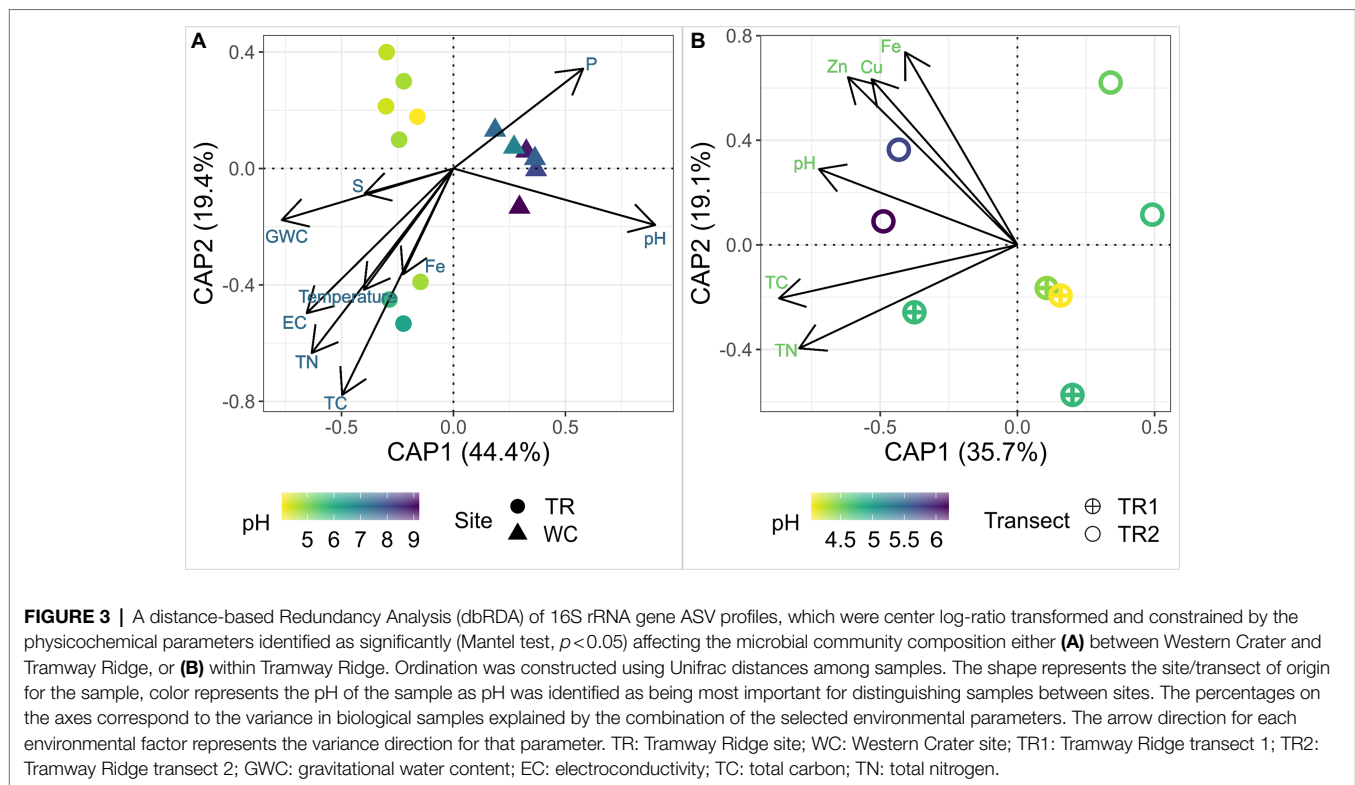 A
B
0.4
0.0
-0.4
-0.8
CAP2 (19.4%)
P
S
GWC
pH
Fe
Temperature
EC
TN
TC
-0.5
0.0
0.5
CAP1 (44.4%)
pH
5 6 7 8 9
Site
TR
WC
0.8
0.4
0.0
-0.4
CAP2 (19.1%)
Fe
Zn
Cu
pH
TC
TN
-0.5
0.0
0.5
CAP1 (35.7%)
pH
4.5 5 5.5 6
Transect
TR1
TR2
FIGURE 3 | A distance-based Redundancy Analysis (dbRDA) of 16S rRNA gene ASV profiles, which were center log-ratio transformed and constrained by the
physicochemical parameters identified as significantly (Mantel test, p<0.05) affecting the microbial community composition either (A) between Western Crater and
Tramway Ridge, or (B) within Tramway Ridge. Ordination was constructed using Unifrac distances among samples. The shape represents the site/transect of origin
for the sample, color represents the pH of the sample as pH was identified as being most important for distinguishing samples between sites. The percentages on
the axes correspond to the variance in biological samples explained by the combination of the selected environmental parameters. The arrow direction for each
environmental factor represents the variance direction for that parameter. TR: Tramway Ridge site; WC: Western Crater site; TR1: Tramway Ridge transect 1; TR2:
Tramway Ridge transect 2; GWC: gravitational water content; EC: electroconductivity; TC: total carbon; TN: total nitrogen.